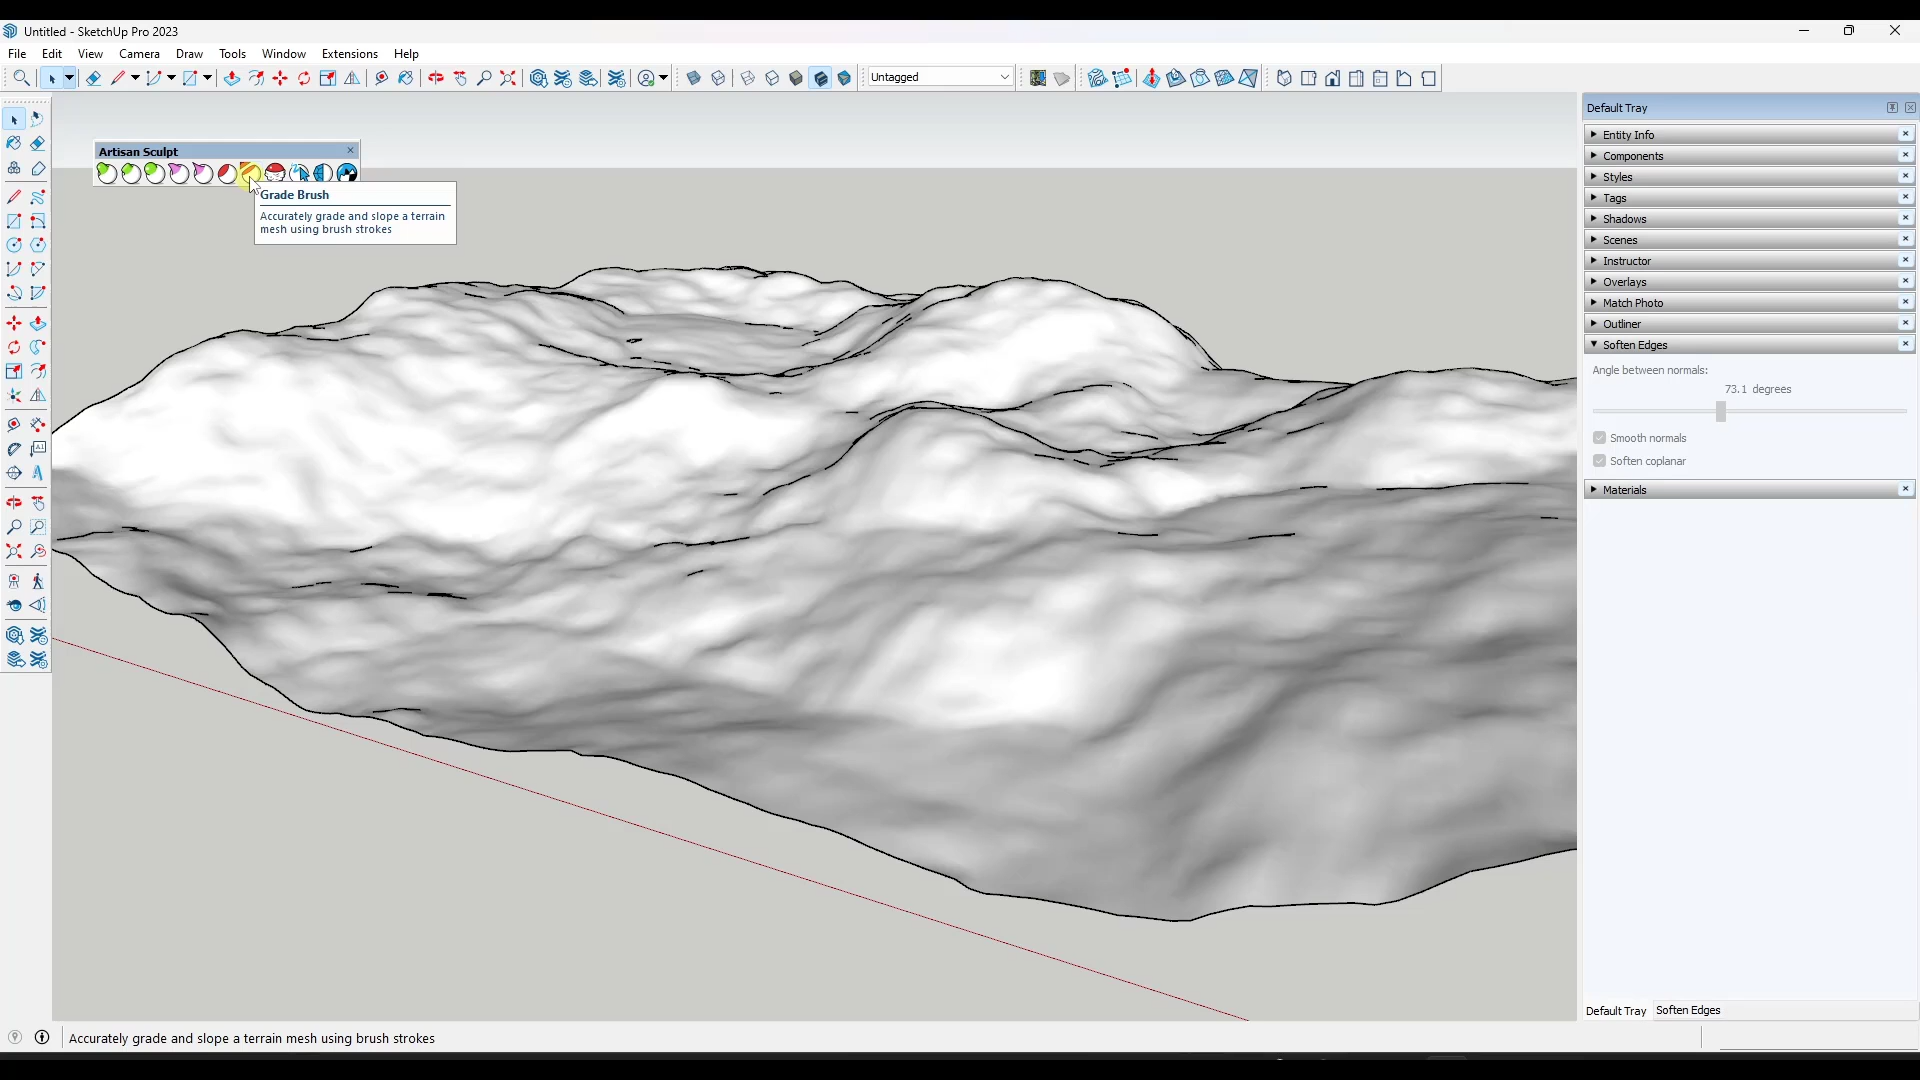 Untitled - SketchUp Pro 2023
File Edit View Camera Draw Tools Window Extensions Help
Untagged
Artisan Sculpt
Grade Brush
Accurately grade and slope a terrain
mesh using brush strokes
Default Tray
Entity Info
Components
Styles
Tags
Shadows
Scenes
Instructor
Overlays
Match Photo
Outliner
Soften Edges
Angle between normals:
73.1 degrees
Smooth normals
Soften coplanar
Materials
Default Tray Soften Edges
Accurately grade and slope a terrain mesh using brush strokes